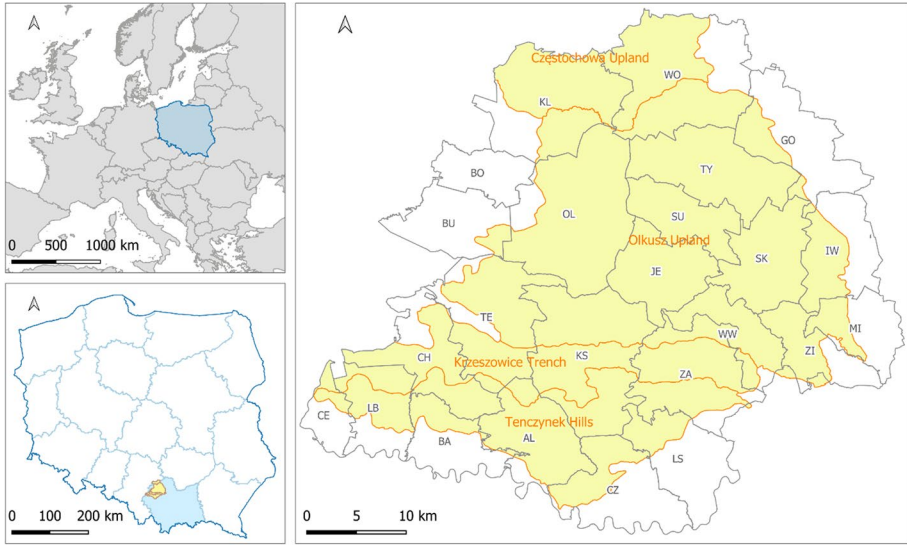 0 500 1000 km
0 100 200 km
Częstochowa Upland
WO
KL
GO
BO
TY
OL
SU
BU
Olkusz Upland
IW
SK
JE
TE
MI
WW
ZI
CH
Krzeszowice Trench
KS
ZA
CE
LB
Tenczynek Hills
BA
AL
LS
CZ
0 5 10 km